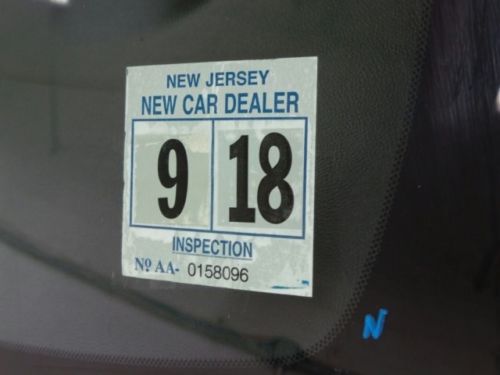 NEW JERSEY
NEW CAR DEALER
9 18
INSPECTION
Nº AA- 0158096
N